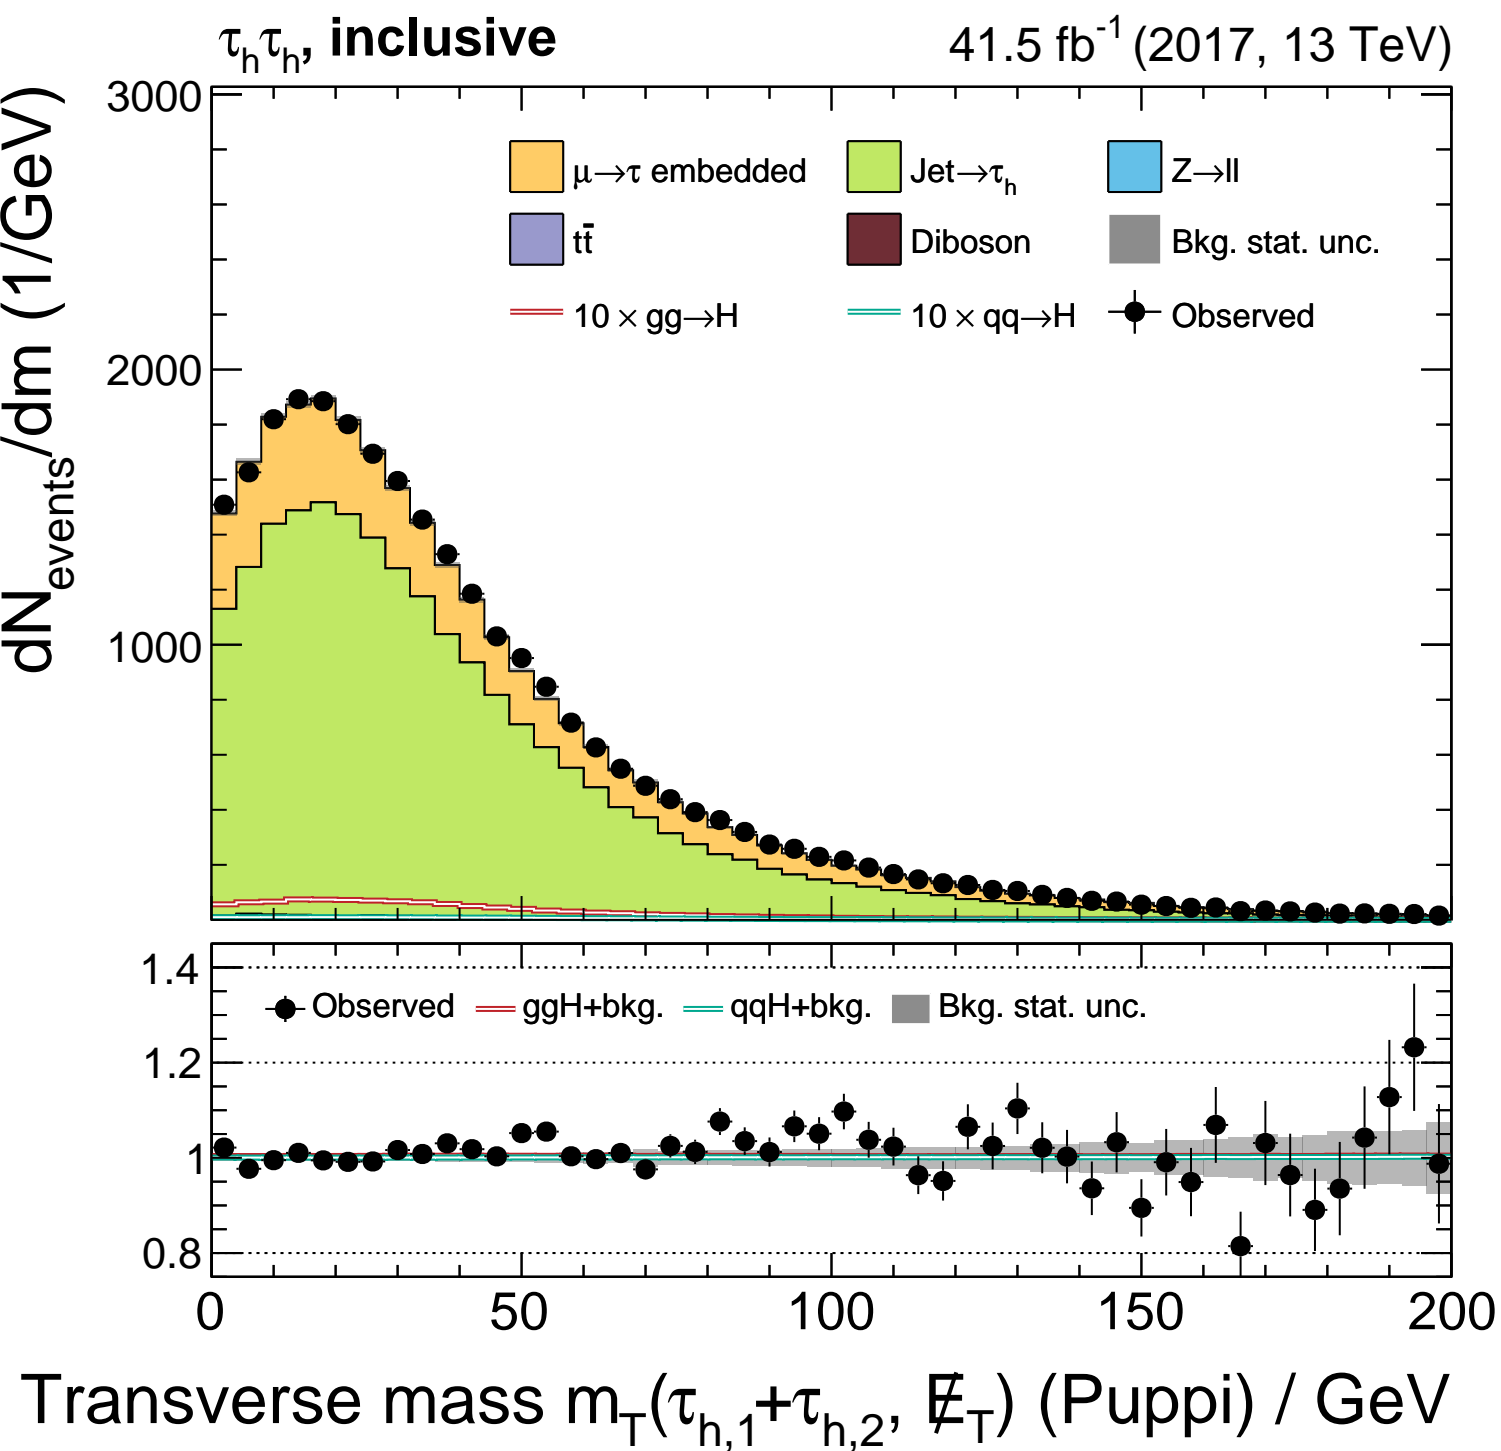 τhτh, inclusive 41.5 fb-1 (2017, 13 TeV)
dNevents/dm (1/GeV)
3000
2000
1000
μ→τ embedded Jet→τh Z→ll
tt̄ Diboson Bkg. stat. unc.
10 × gg→H 10 × qq→H Observed
1.4
1.2
1
0.8
Observed ggH+bkg. qqH+bkg. Bkg. stat. unc.
0 50 100 150 200
Transverse mass mT(τh,1+τh,2, E̸T) (Puppi) / GeV